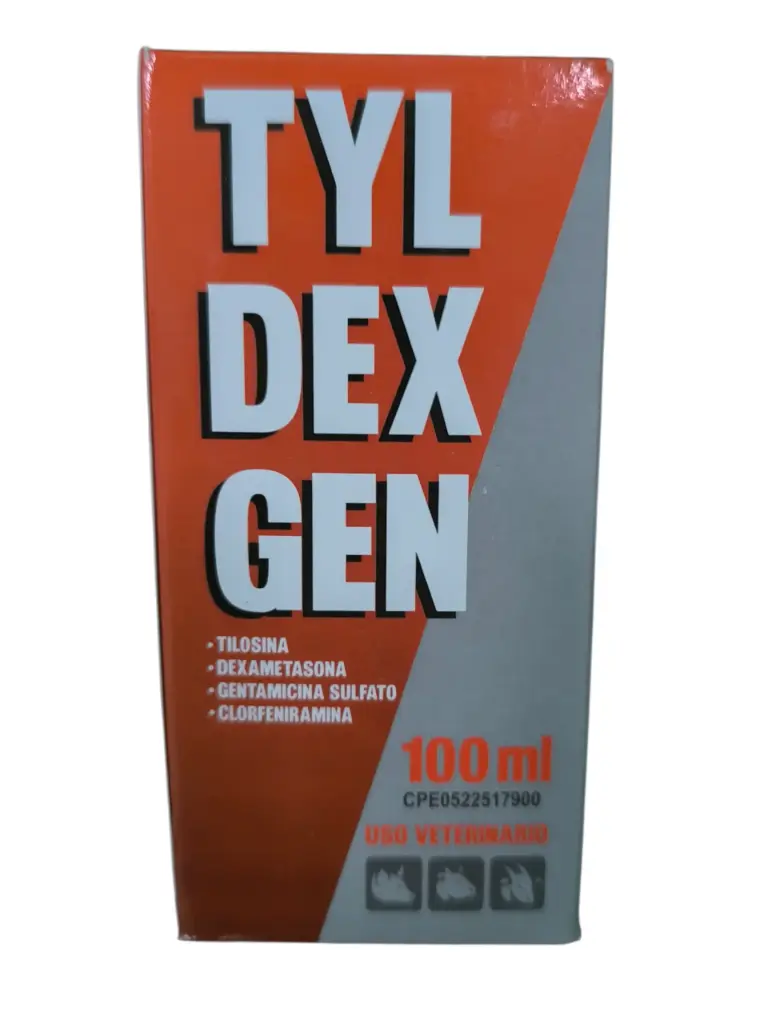 TYL
DEX
GEN
• TILOSINA
• DEXAMETASONA
• GENTAMICINA SULFATO
• CLORFENIRAMINA
100 ml
CPE0522517900
USO VETERINARIO